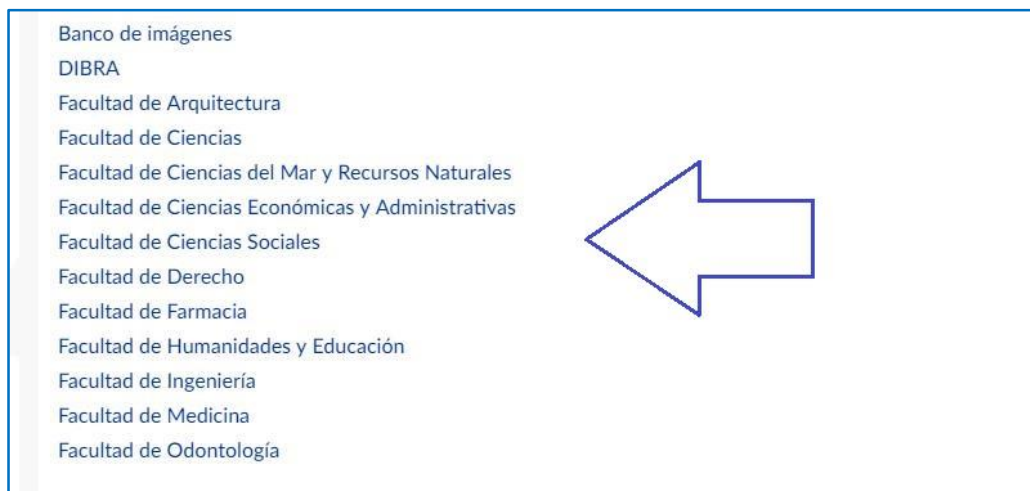 Banco de imágenes
DIBRA
Facultad de Arquitectura
Facultad de Ciencias
Facultad de Ciencias del Mar y Recursos Naturales
Facultad de Ciencias Económicas y Administrativas
Facultad de Ciencias Sociales
Facultad de Derecho
Facultad de Farmacia
Facultad de Humanidades y Educación
Facultad de Ingeniería
Facultad de Medicina
Facultad de Odontología